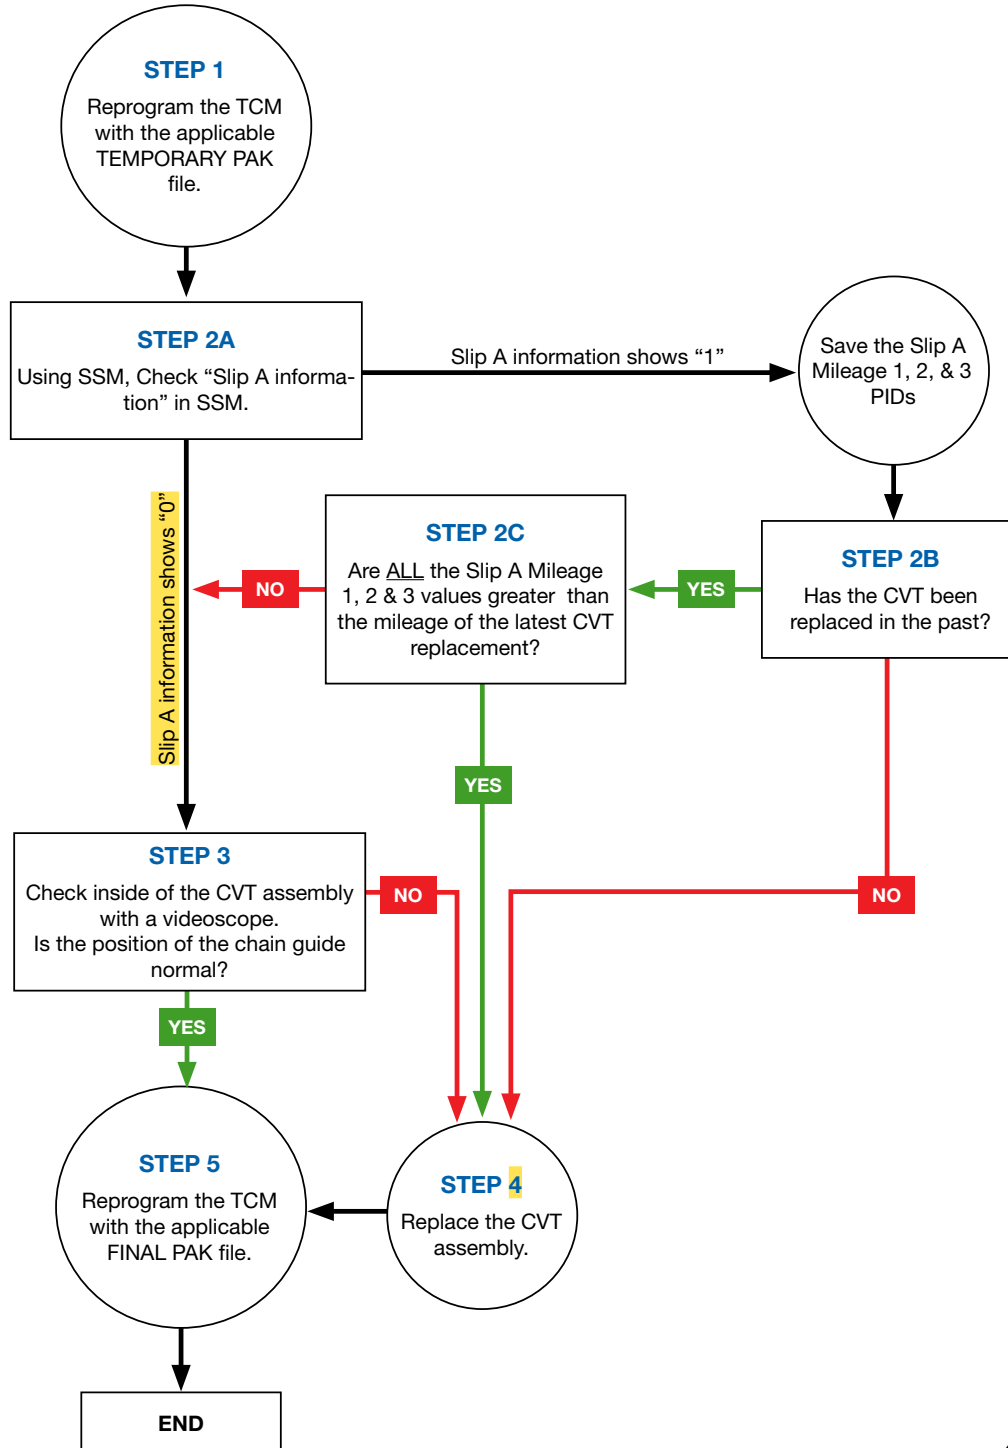 STEP 1
Reprogram the TCM
with the applicable
TEMPORARY PAK
file.
STEP 2A
Using SSM, Check “Slip A informa-
tion” in SSM.
Slip A information shows “1”
Save the Slip A
Mileage 1, 2, & 3
PIDs
Slip A information shows “0”
STEP 2C
Are ALL the Slip A Mileage
1, 2 & 3 values greater than
the mileage of the latest CVT
replacement?
NO
YES
STEP 2B
Has the CVT been
replaced in the past?
YES
STEP 3
Check inside of the CVT assembly
with a videoscope.
Is the position of the chain guide
normal?
NO
NO
YES
STEP 5
Reprogram the TCM
with the applicable
FINAL PAK file.
STEP 4
Replace the CVT
assembly.
END